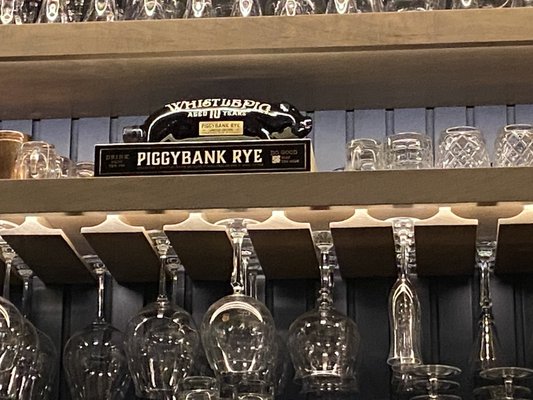 WHISTLEPIG
AGED 10 YEARS
PIGGYBANK RYE
PIGGYBANK RYE
DRINK
DO GOOD